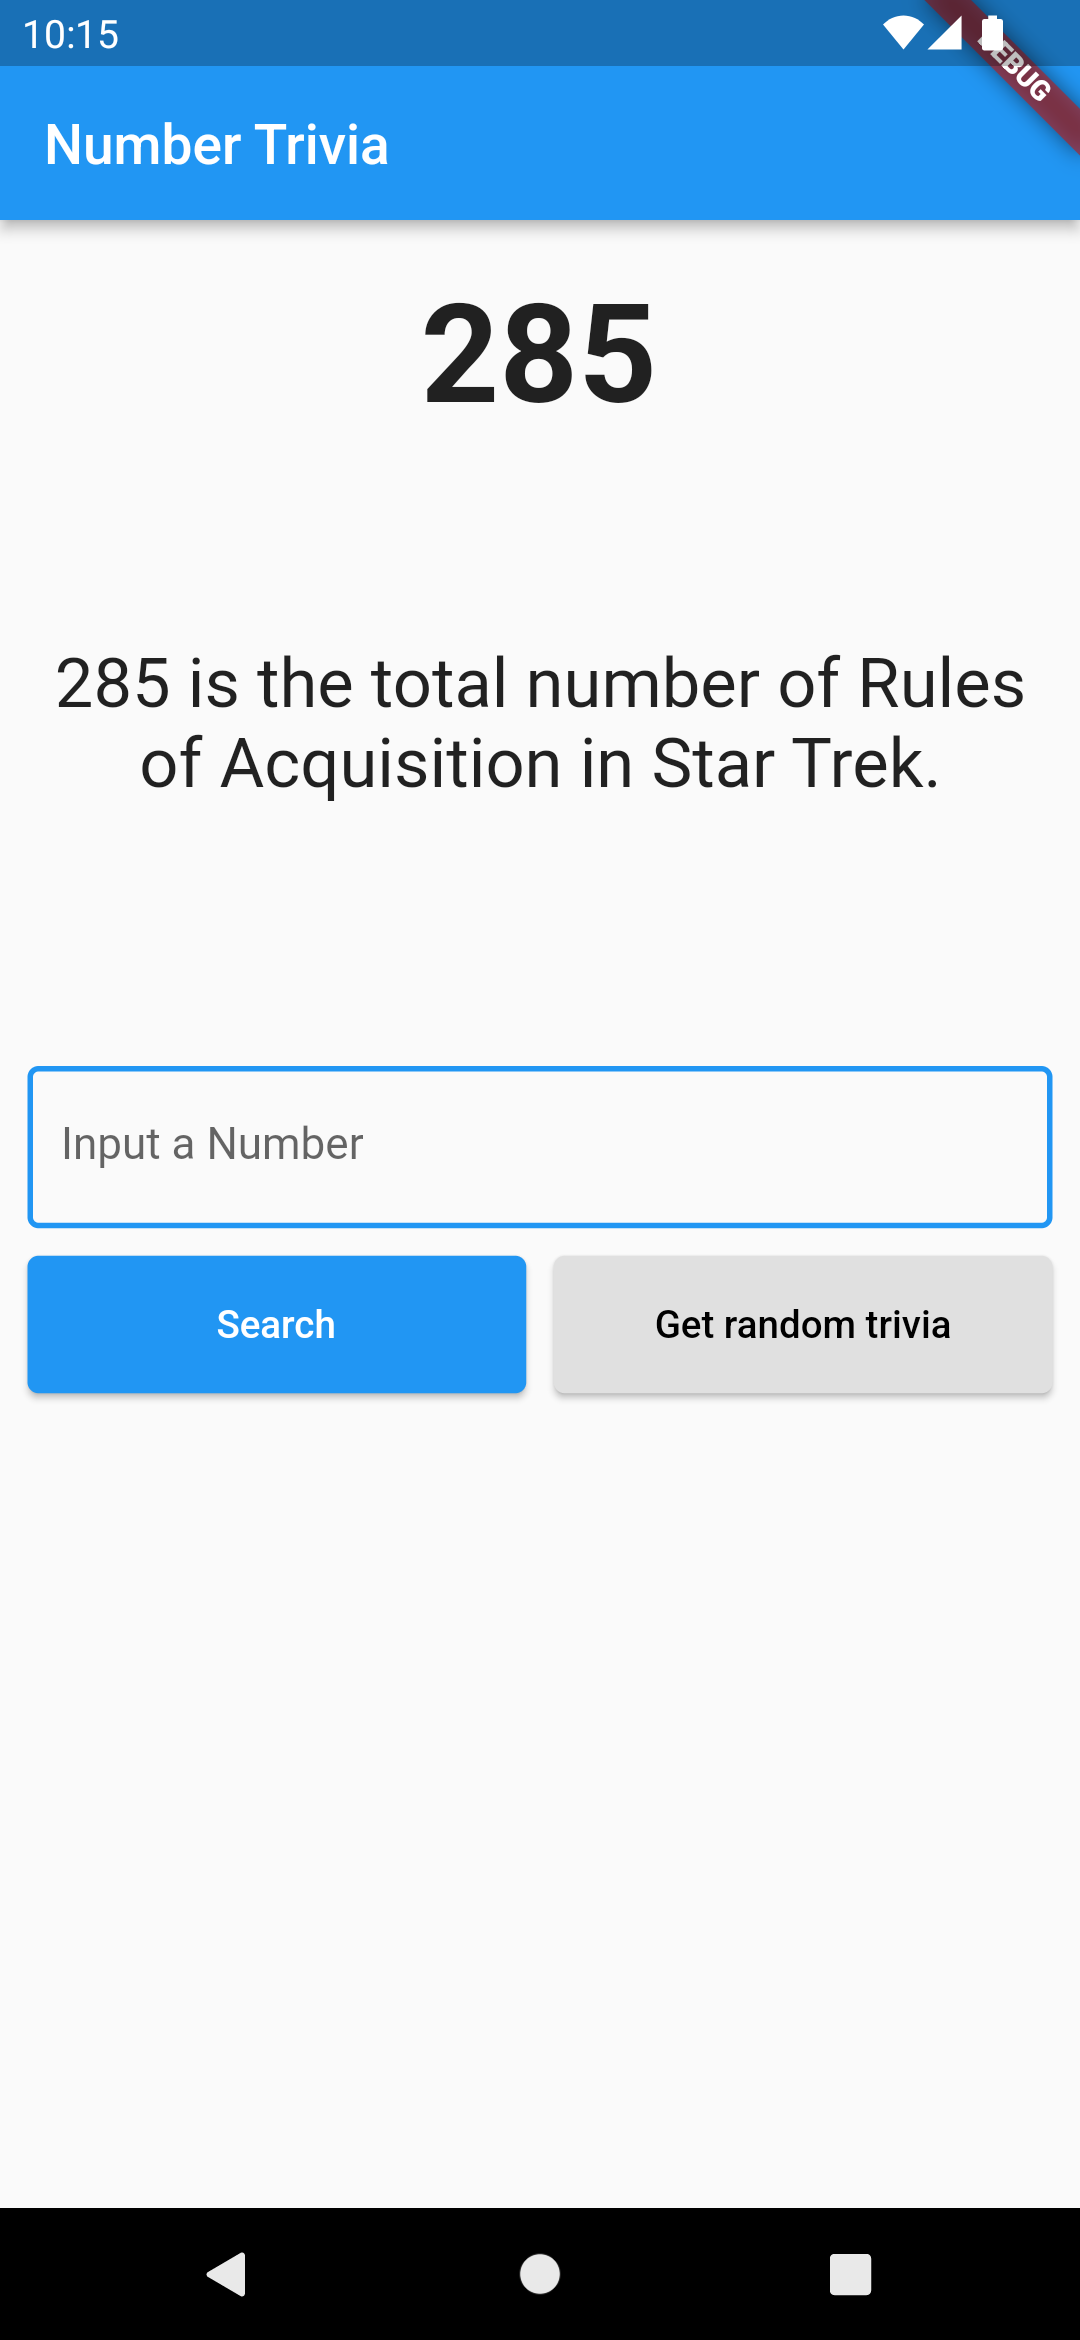 10:15
DEBUG
Number Trivia
285
285 is the total number of Rules
of Acquisition in Star Trek.
Input a Number
Search
Get random trivia